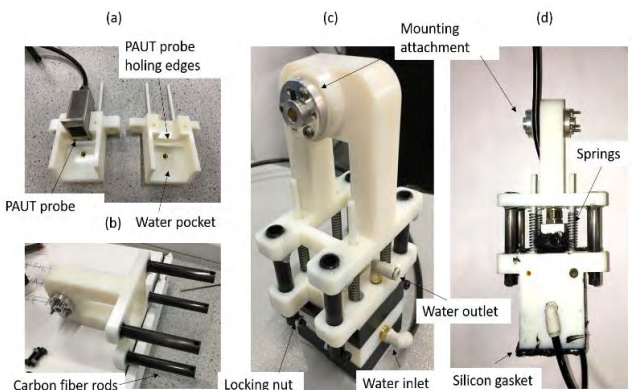 (a)
PAUT probe
holing edges
PAUT probe
Water pocket
(b)
Carbon fiber rods
(c)
Mounting
attachment
Water outlet
Locking nut
Water inlet
(d)
Springs
Silicon gasket